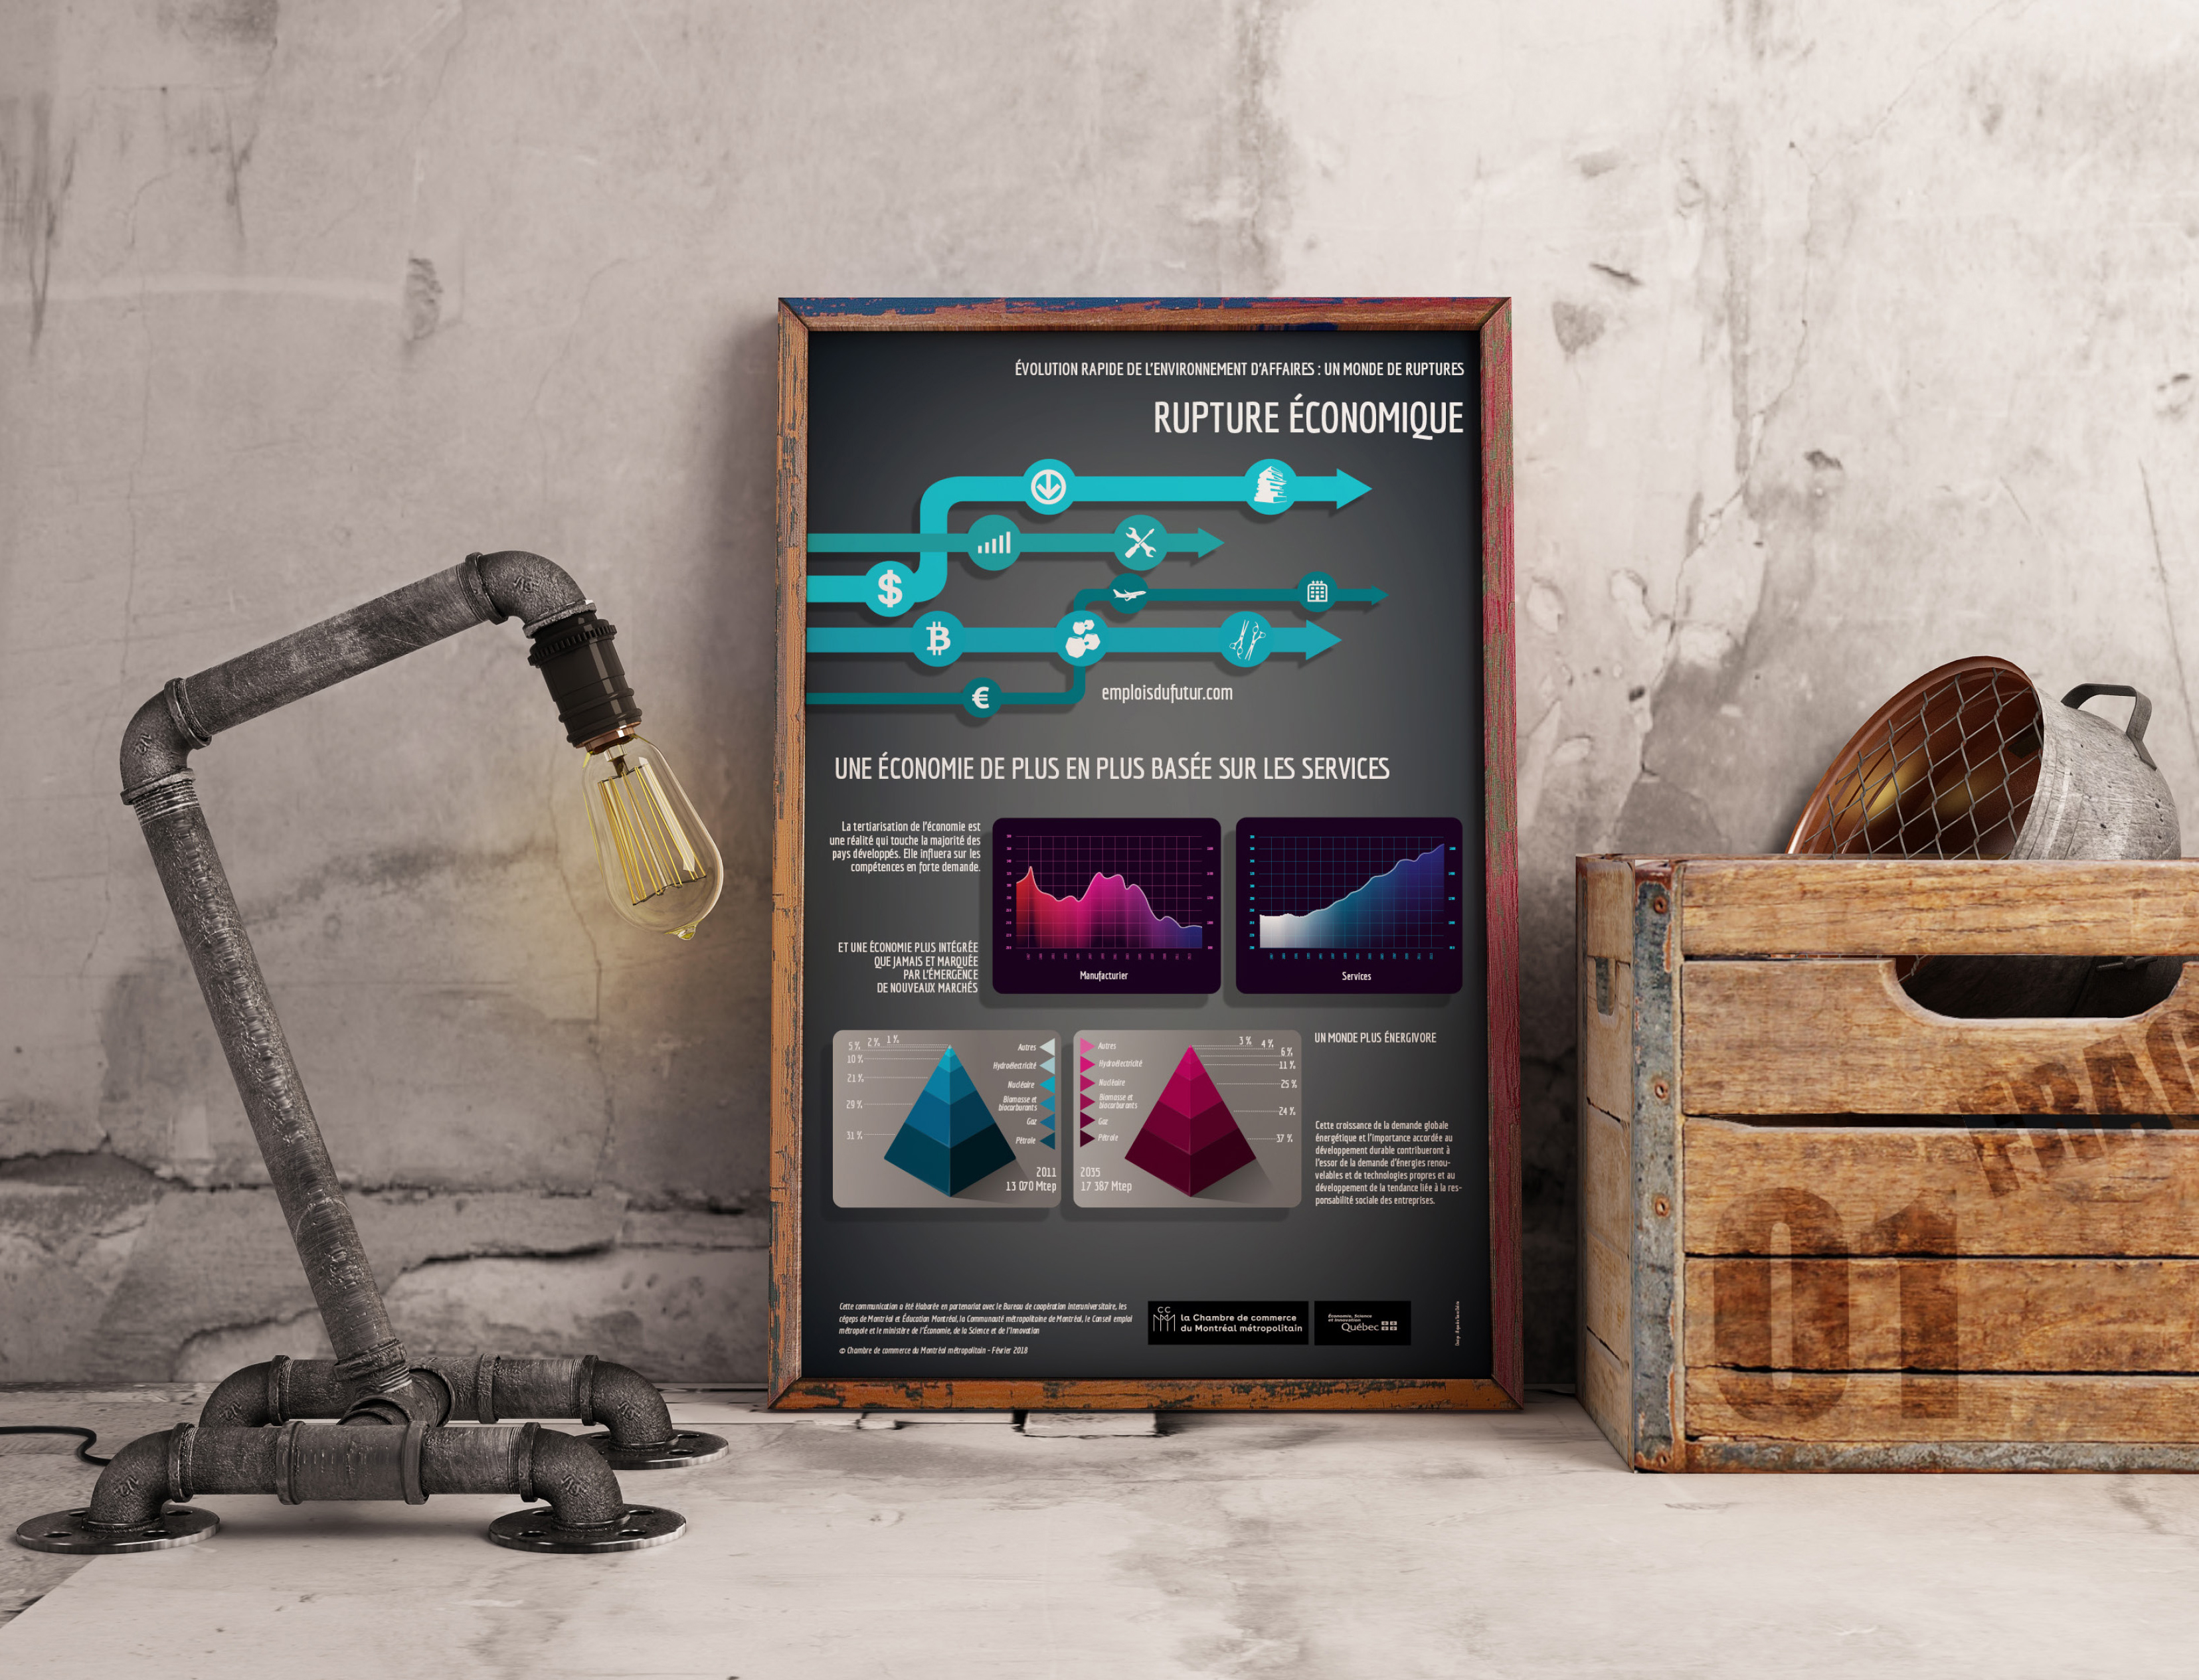 ÉVOLUTION RAPIDE DE L'ENVIRONNEMENT D'AFFAIRES : UN MONDE DE RUPTURES
RUPTURE ÉCONOMIQUE
$
₿
€
emploisdufutur.com
UNE ÉCONOMIE DE PLUS EN PLUS BASÉE SUR LES SERVICES
La tertiarisation de l'économie est
une réalité qui touche la majorité des
pays développés. Elle influera sur les
compétences en forte demande.
ET UNE ÉCONOMIE PLUS INTÉGRÉE
QUE JAMAIS ET MARQUÉE
PAR L'ÉMERGENCE
DE NOUVEAUX MARCHÉS
Manufacturier
Services
5 % 2 % 1 %
10 %
21 %
29 %
31 %
Autres
Hydroélectricité
Nucléaire
Biomasse et
biocarburants
Gaz
Pétrole
2011
13 070 Mtep
Autres
Hydroélectricité
Nucléaire
Biomasse et
biocarburants
Gaz
Pétrole
3 % 4 %
6 %
11 %
25 %
24 %
37 %
2035
17 387 Mtep
UN MONDE PLUS ÉNERGIVORE
Cette croissance de la demande globale
énergétique et l'importance accordée au
développement durable contribueront à
l'essor de la demande d'énergies renou-
velables et de technologies propres et au
développement de la tendance liée à la res-
ponsabilité sociale des entreprises.
Cette communication a été élaborée en partenariat avec le Bureau de coopération interuniversitaire, les
cégeps de Montréal et Éducation Montréal, la Communauté métropolitaine de Montréal, le Conseil emploi
métropole et le ministère de l'Économie, de la Science et de l'Innovation
© Chambre de commerce du Montréal métropolitain - Février 2018
CC
MM
la Chambre de commerce
du Montréal métropolitain
Économie, Science
et Innovation
Québec
FRAG
01